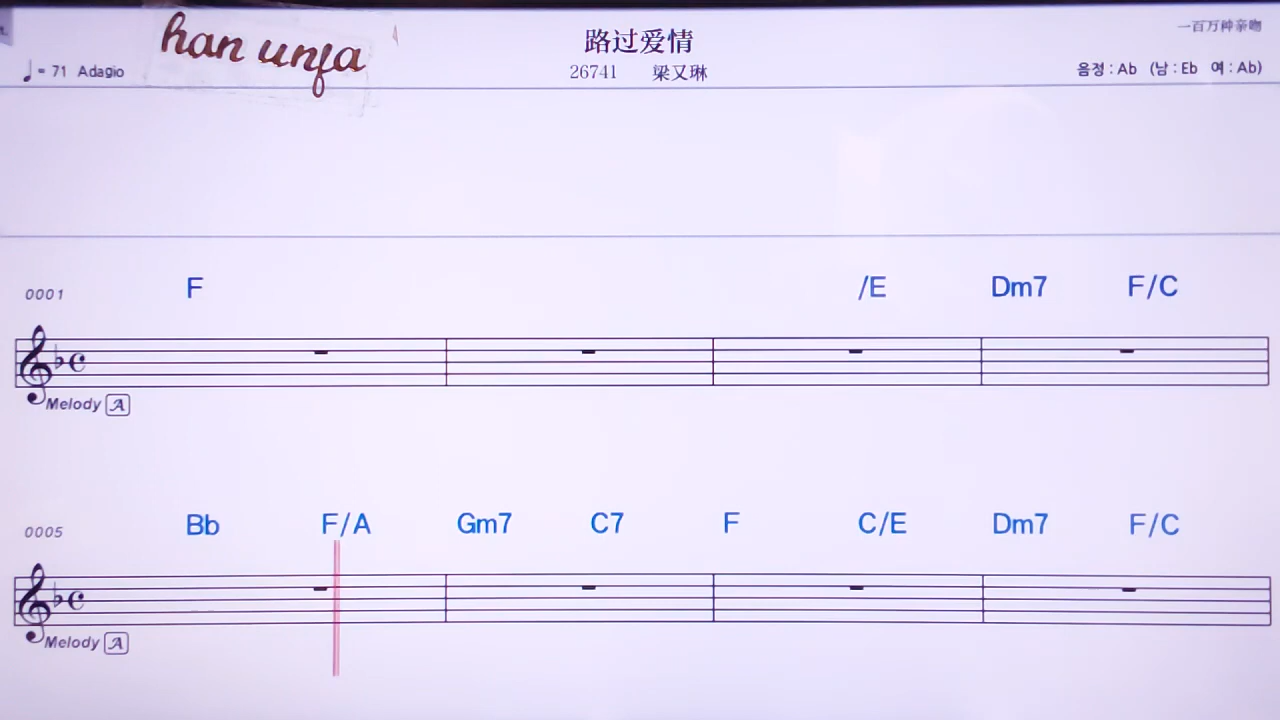 han unfa
路过爱情
一百万种亲吻
♩= 71 Adagio
26741 梁又琳
음정 : Ab (남 : Eb 여 : Ab)
0001 F /E Dm7 F/C
Melody A
0005 Bb F/A Gm7 C7 F C/E Dm7 F/C
Melody A